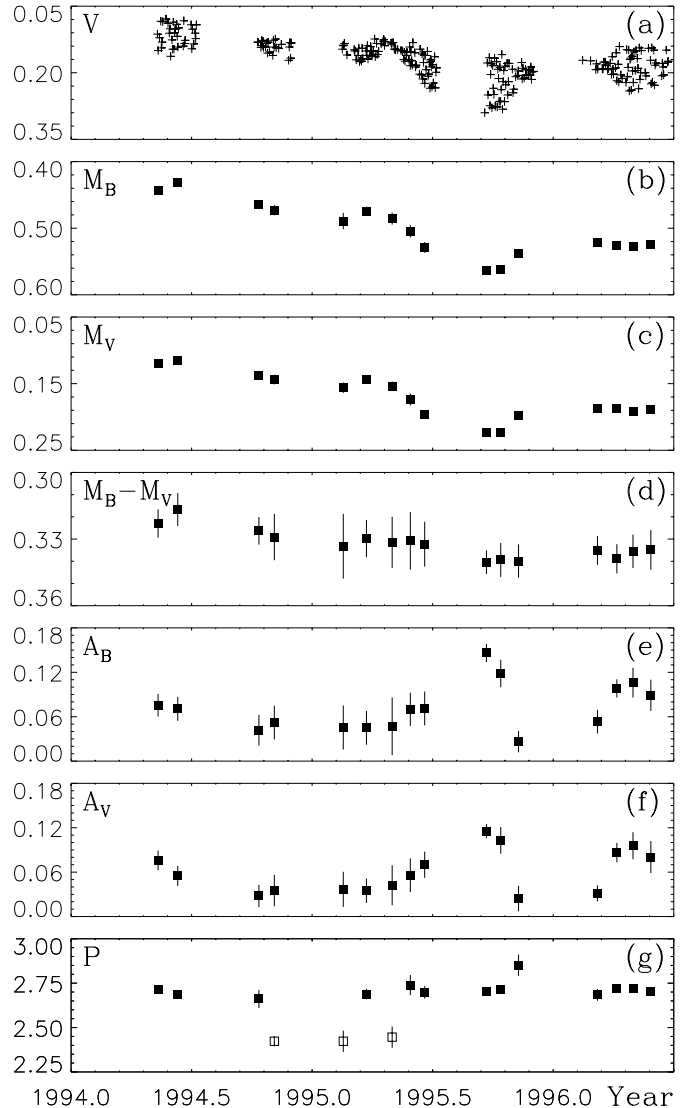 0.05
V
(a)
0.20
0.35
0.40
M_B
(b)
0.50
0.60
0.05
M_V
(c)
0.15
0.25
0.30
M_B−M_V
(d)
0.33
0.36
0.18
A_B
(e)
0.12
0.06
0.00
0.18
A_V
(f)
0.12
0.06
0.00
3.00
P
(g)
2.75
2.50
2.25
1994.0 1994.5 1995.0 1995.5 1996.0 Year